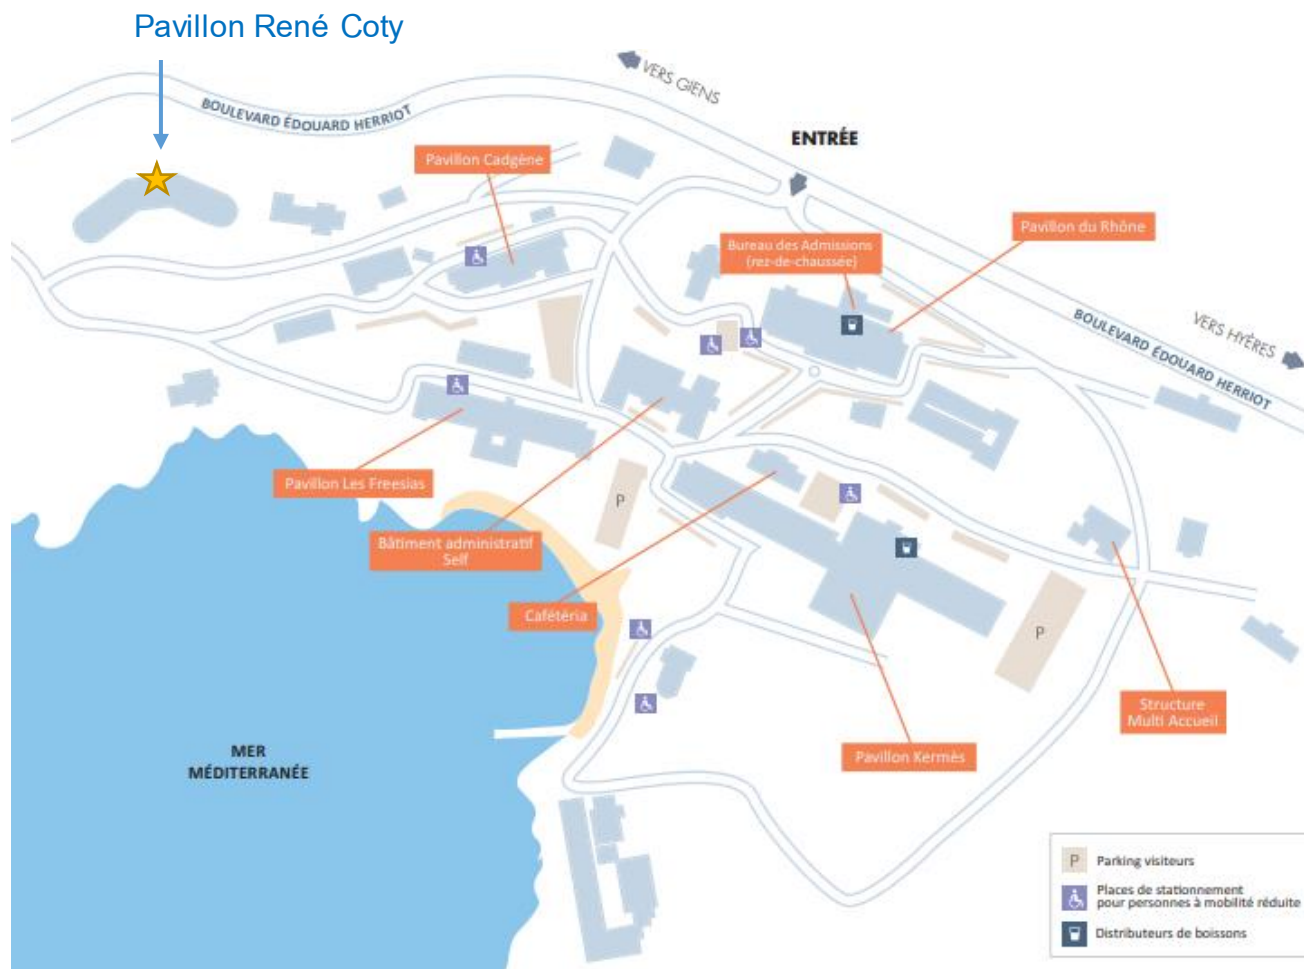 Pavillon René Coty
VERS GIENS
BOULEVARD ÉDOUARD HERRIOT
ENTRÉE
Pavillon Cadgène
Pavillon du Rhône
Bureau des Admissions
(rez-de-chaussée)
BOULEVARD ÉDOUARD HERRIOT
VERS HYÈRES
Pavillon Les Freesias
P
Bâtiment administratif
Self
Cafétéria
P
Structure
Multi Accueil
Pavillon Kermès
MER
MÉDITERRANÉE
P Parking visiteurs
Places de stationnement
pour personnes à mobilité réduite
Distributeurs de boissons